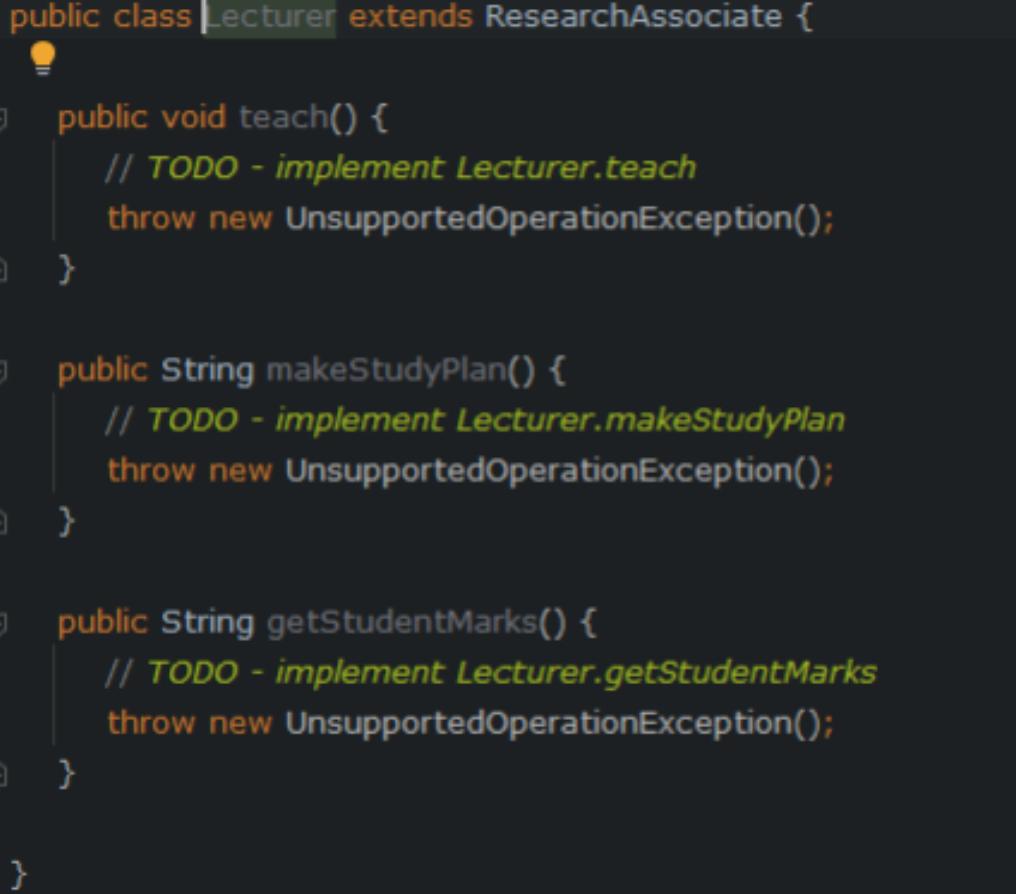 public class Lecturer extends ResearchAssociate {
public void teach() {
// TODO - implement Lecturer.teach
throw new UnsupportedOperationException();
}
public String makeStudyPlan() {
// TODO - implement Lecturer.makeStudyPlan
throw new UnsupportedOperationException();
}
public String getStudentMarks() {
// TODO - implement Lecturer.getStudentMarks
throw new UnsupportedOperationException();
}
}